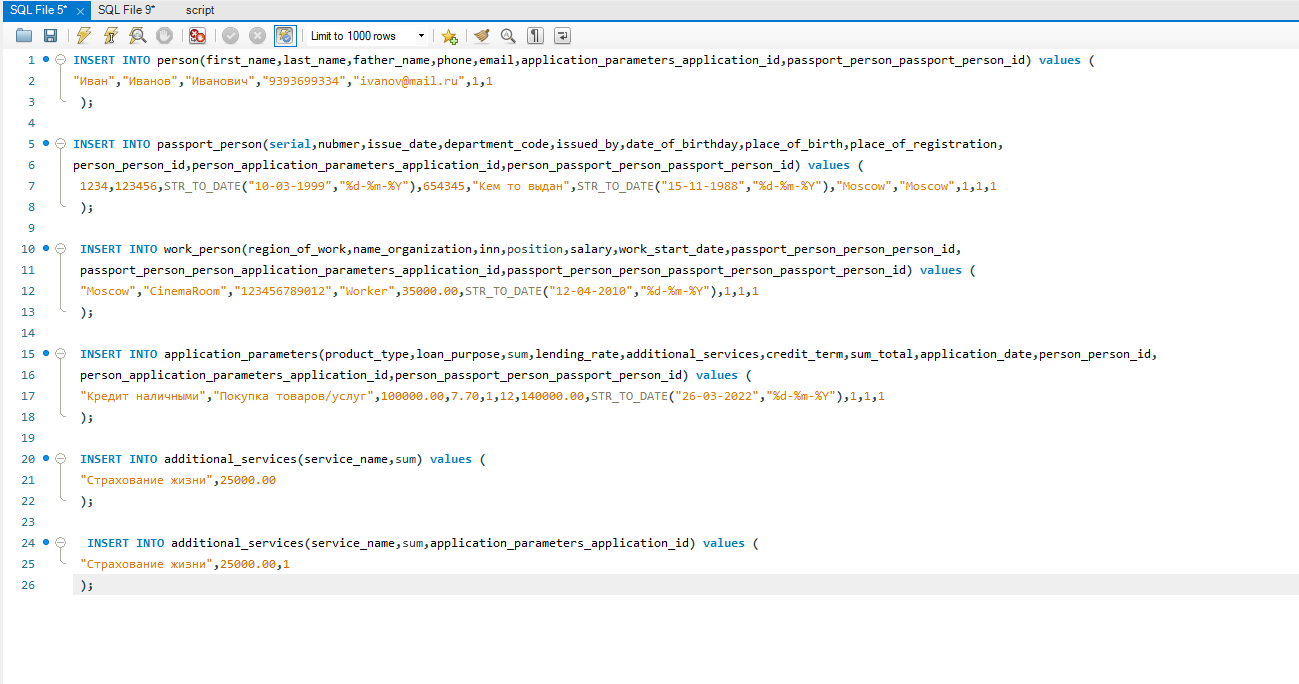 SQL File 5* SQL File 9* script
Limit to 1000 rows
1 INSERT INTO person(first_name,last_name,father_name,phone,email,application_parameters_application_id,passport_person_passport_person_id) values (
2 "Иван","Иванов","Иванович","9393699334","ivanov@mail.ru",1,1
3 );
4
5 INSERT INTO passport_person(serial,nubmer,issue_date,department_code,issued_by,date_of_birthday,place_of_birth,place_of_registration,
6 person_person_id,person_application_parameters_application_id,person_passport_person_passport_person_id) values (
7 1234,123456,STR_TO_DATE("10-03-1999","%d-%m-%Y"),654345,"Кем то выдан",STR_TO_DATE("15-11-1988","%d-%m-%Y"),"Moscow","Moscow",1,1,1
8 );
9
10 INSERT INTO work_person(region_of_work,name_organization,inn,position,salary,work_start_date,passport_person_person_person_id,
11 passport_person_person_application_parameters_application_id,passport_person_person_passport_person_passport_person_id) values (
12 "Moscow","CinemaRoom","123456789012","Worker",35000.00,STR_TO_DATE("12-04-2010","%d-%m-%Y"),1,1,1
13 );
14
15 INSERT INTO application_parameters(product_type,loan_purpose,sum,lending_rate,additional_services,credit_term,sum_total,application_date,person_person_id,
16 person_application_parameters_application_id,person_passport_person_passport_person_id) values (
17 "Кредит наличными","Покупка товаров/услуг",100000.00,7.70,1,12,140000.00,STR_TO_DATE("26-03-2022","%d-%m-%Y"),1,1,1
18 );
19
20 INSERT INTO additional_services(service_name,sum) values (
21 "Страхование жизни",25000.00
22 );
23
24 INSERT INTO additional_services(service_name,sum,application_parameters_application_id) values (
25 "Страхование жизни",25000.00,1
26 );